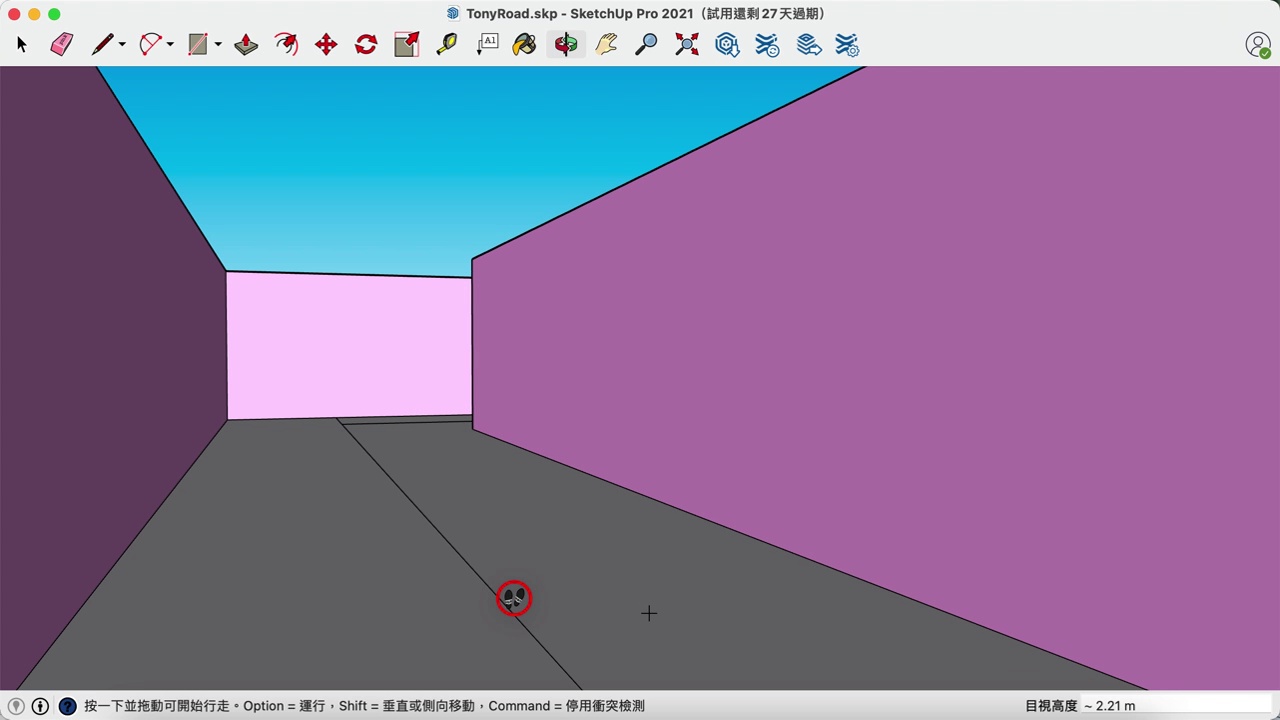 TonyRoad.skp - SketchUp Pro 2021（試用還剩 27 天過期）
A1
按一下並拖動可開始行走。Option = 運行，Shift = 垂直或側向移動，Command = 停用衝突檢測
目視高度 ~ 2.21 m